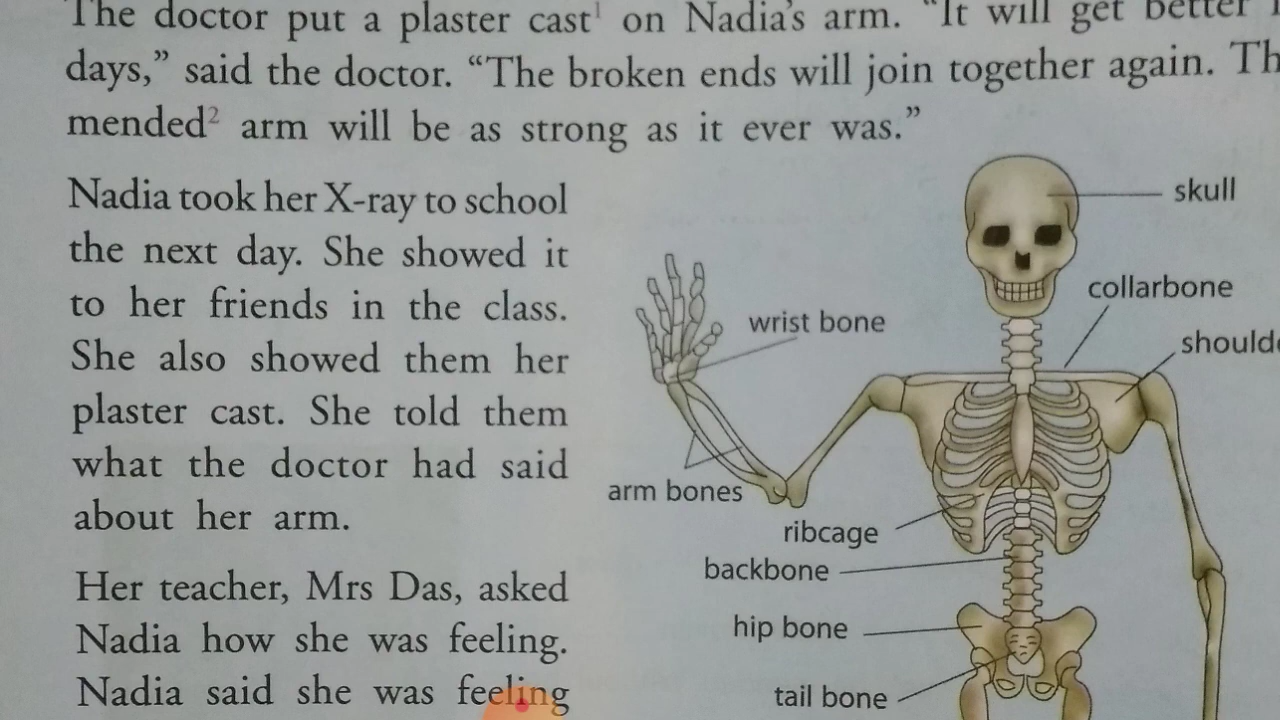 The doctor put a plaster cast¹ on Nadia's arm. "It will get better
days," said the doctor. "The broken ends will join together again.
mended² arm will be as strong as it ever was."
Nadia took her X-ray to school
the next day. She showed it
to her friends in the class.
She also showed them her
plaster cast. She told them
what the doctor had said
about her arm.
Her teacher, Mrs Das, asked
Nadia how she was feeling.
Nadia said she was feeling
skull
collarbone
wrist bone
arm bones
ribcage
backbone
hip bone
tail bone